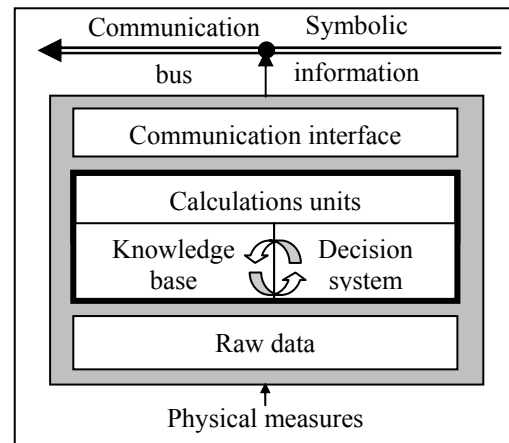 Communication Symbolic
bus information
Communication interface
Calculations units
Knowledge Decision
base system
Raw data
Physical measures